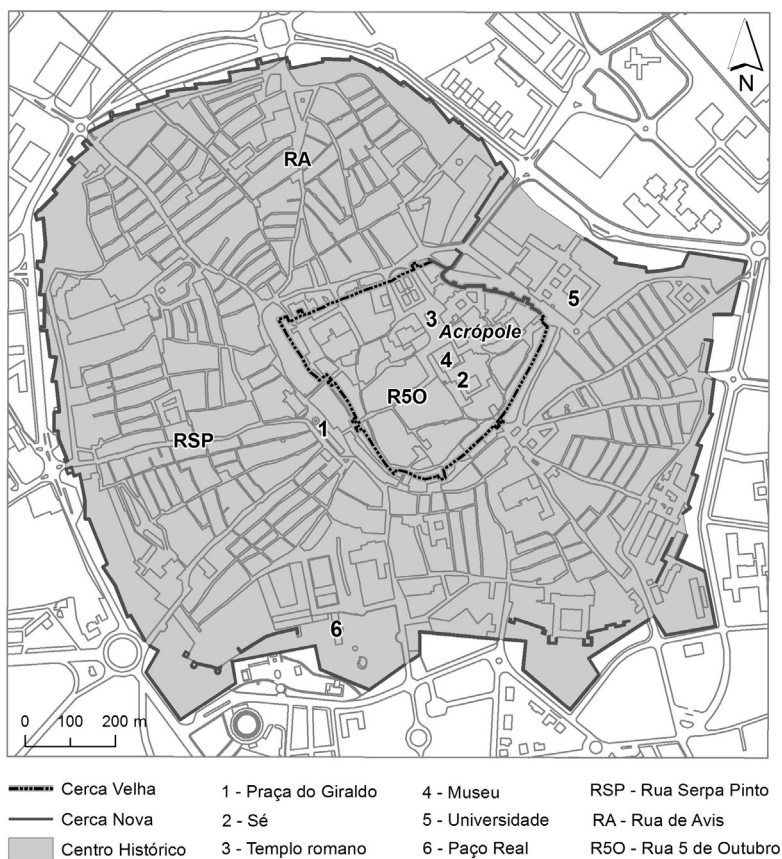 N
RA
5
3
Acrópole
4
2
R5O
RSP
1
6
0 100 200 m
Cerca Velha
Cerca Nova
Centro Histórico
1 - Praça do Giraldo
2 - Sé
3 - Templo romano
4 - Museu
5 - Universidade
6 - Paço Real
RSP - Rua Serpa Pinto
RA - Rua de Avis
R5O - Rua 5 de Outubro